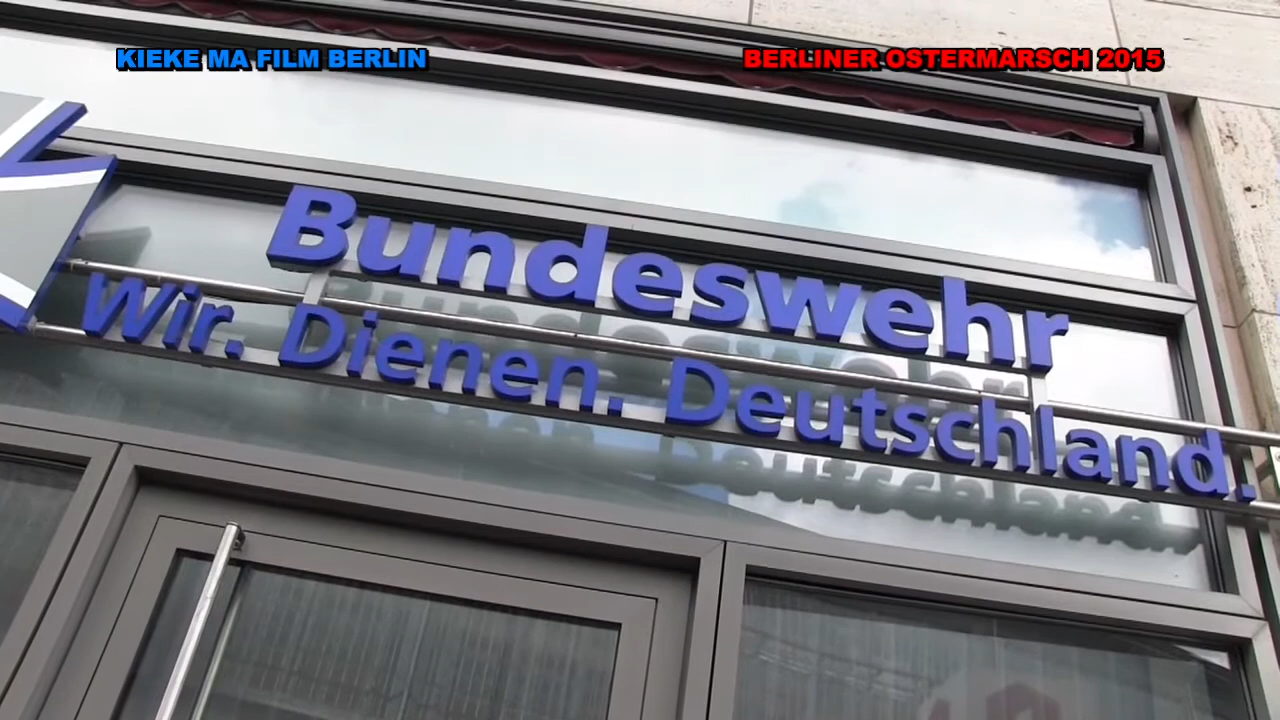 KIEKE MA FILM BERLIN
BERLINER OSTERMARSCH 2015
Bundeswehr
Wir. Dienen. Deutschland.